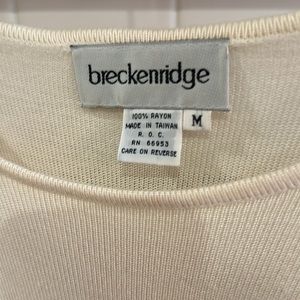 breckenridge
100% RAYON
MADE IN TAIWAN
R. O. C.
RN 66953
CARE ON REVERSE
M